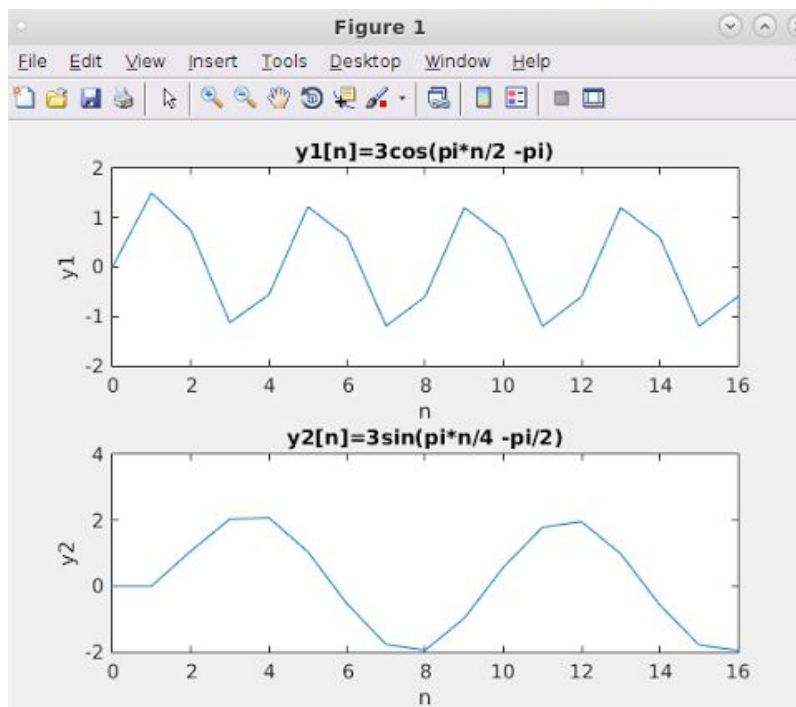 Figure 1
File Edit View Insert Tools Desktop Window Help
y1[n]=3cos(pi*n/2 -pi)
2
1
0
-1
-2
y1
0 2 4 6 8 10 12 14 16
n
y2[n]=3sin(pi*n/4 -pi/2)
4
2
0
-2
y2
0 2 4 6 8 10 12 14 16
n